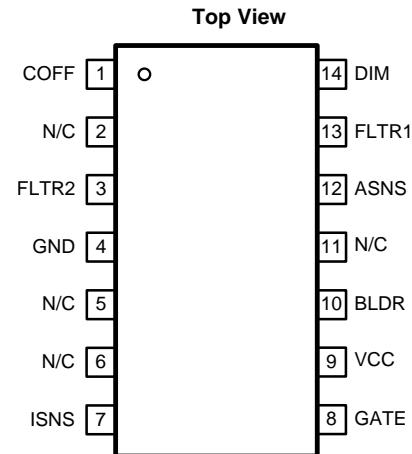 Top View
COFF 1 14 DIM
N/C 2 13 FLTR1
FLTR2 3 12 ASNS
GND 4 11 N/C
N/C 5 10 BLDR
N/C 6 9 VCC
ISNS 7 8 GATE